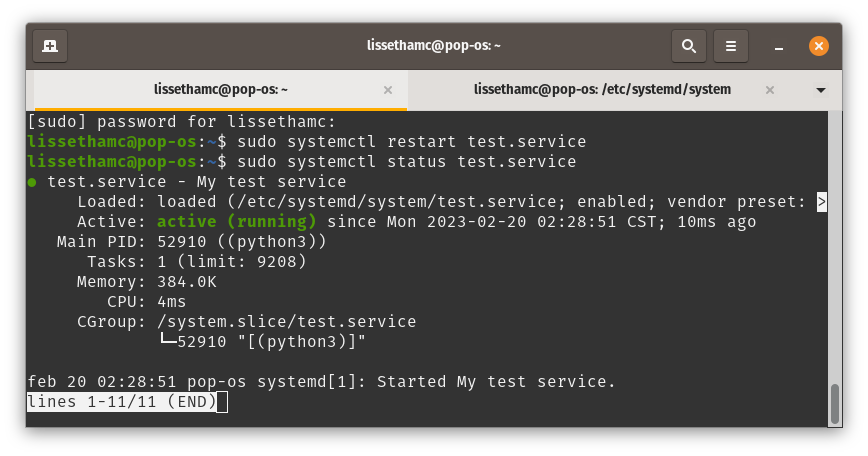 lissethamc@pop-os: ~
lissethamc@pop-os: ~
lissethamc@pop-os: /etc/systemd/system
[sudo] password for lissethamc:
lissethamc@pop-os:~$ sudo systemctl restart test.service
lissethamc@pop-os:~$ sudo systemctl status test.service
● test.service - My test service
     Loaded: loaded (/etc/systemd/system/test.service; enabled; vendor preset: >
     Active: active (running) since Mon 2023-02-20 02:28:51 CST; 10ms ago
   Main PID: 52910 ((python3))
      Tasks: 1 (limit: 9208)
     Memory: 384.0K
        CPU: 4ms
     CGroup: /system.slice/test.service
             └─52910 "[(python3)]"
feb 20 02:28:51 pop-os systemd[1]: Started My test service.
lines 1-11/11 (END)